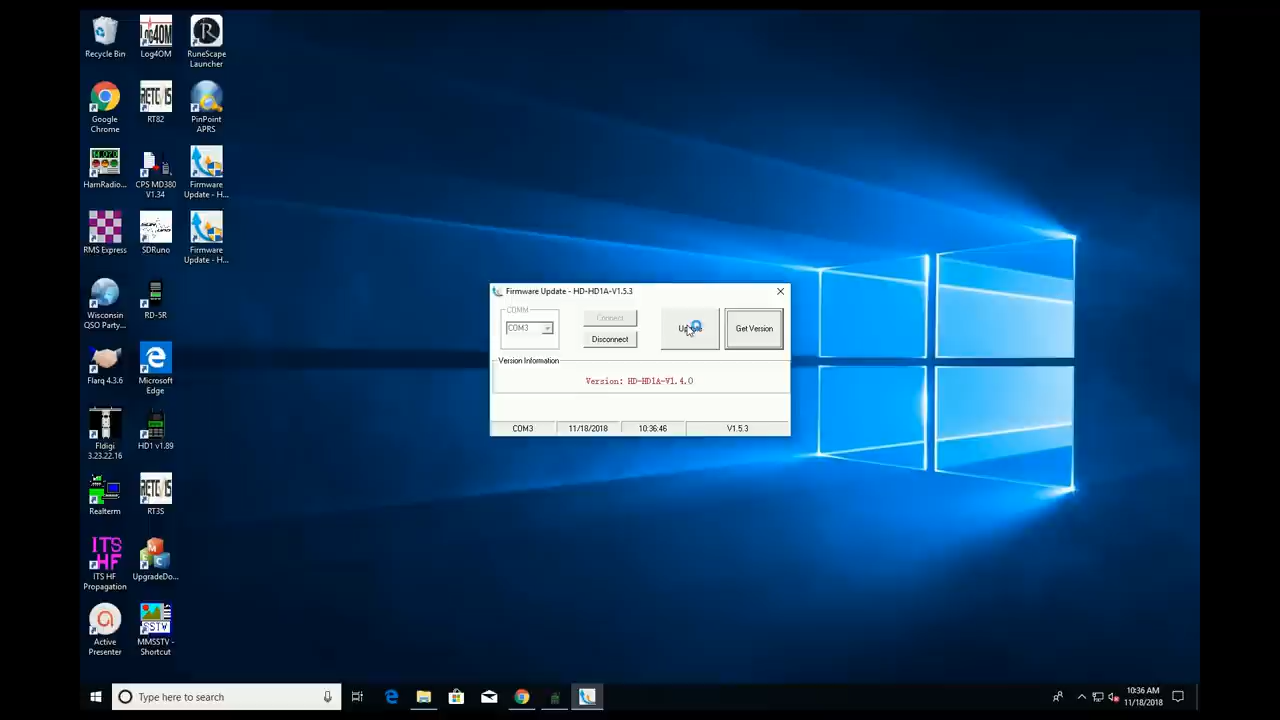 Recycle Bin
Log4OM
RuneScape
Launcher
Google
Chrome
RT82
PinPoint
APRS
HamRadio...
CPS MD380
V1.34
Firmware
Update - H...
RMS Express
SDRuno
Firmware
Update - H...
Wisconsin
QSO Party...
RD-5R
Flarq 4.3.6
Microsoft
Edge
Fldigi
3.23.22.16
HD1 v1.89
Realterm
RT3S
ITS
HF
ITS HF
Propagation
UpgradeDo...
Active
Presenter
MMSSTV -
Shortcut
Firmware Update - HD-HD1A-V1.5.3
COMM
COM3
Connect
Disconnect
Get Version
Version Information
Version: HD-HD1A-V1.4.0
COM3 11/18/2018 10:36:46 V1.5.3
Type here to search
10:36 AM
11/18/2018